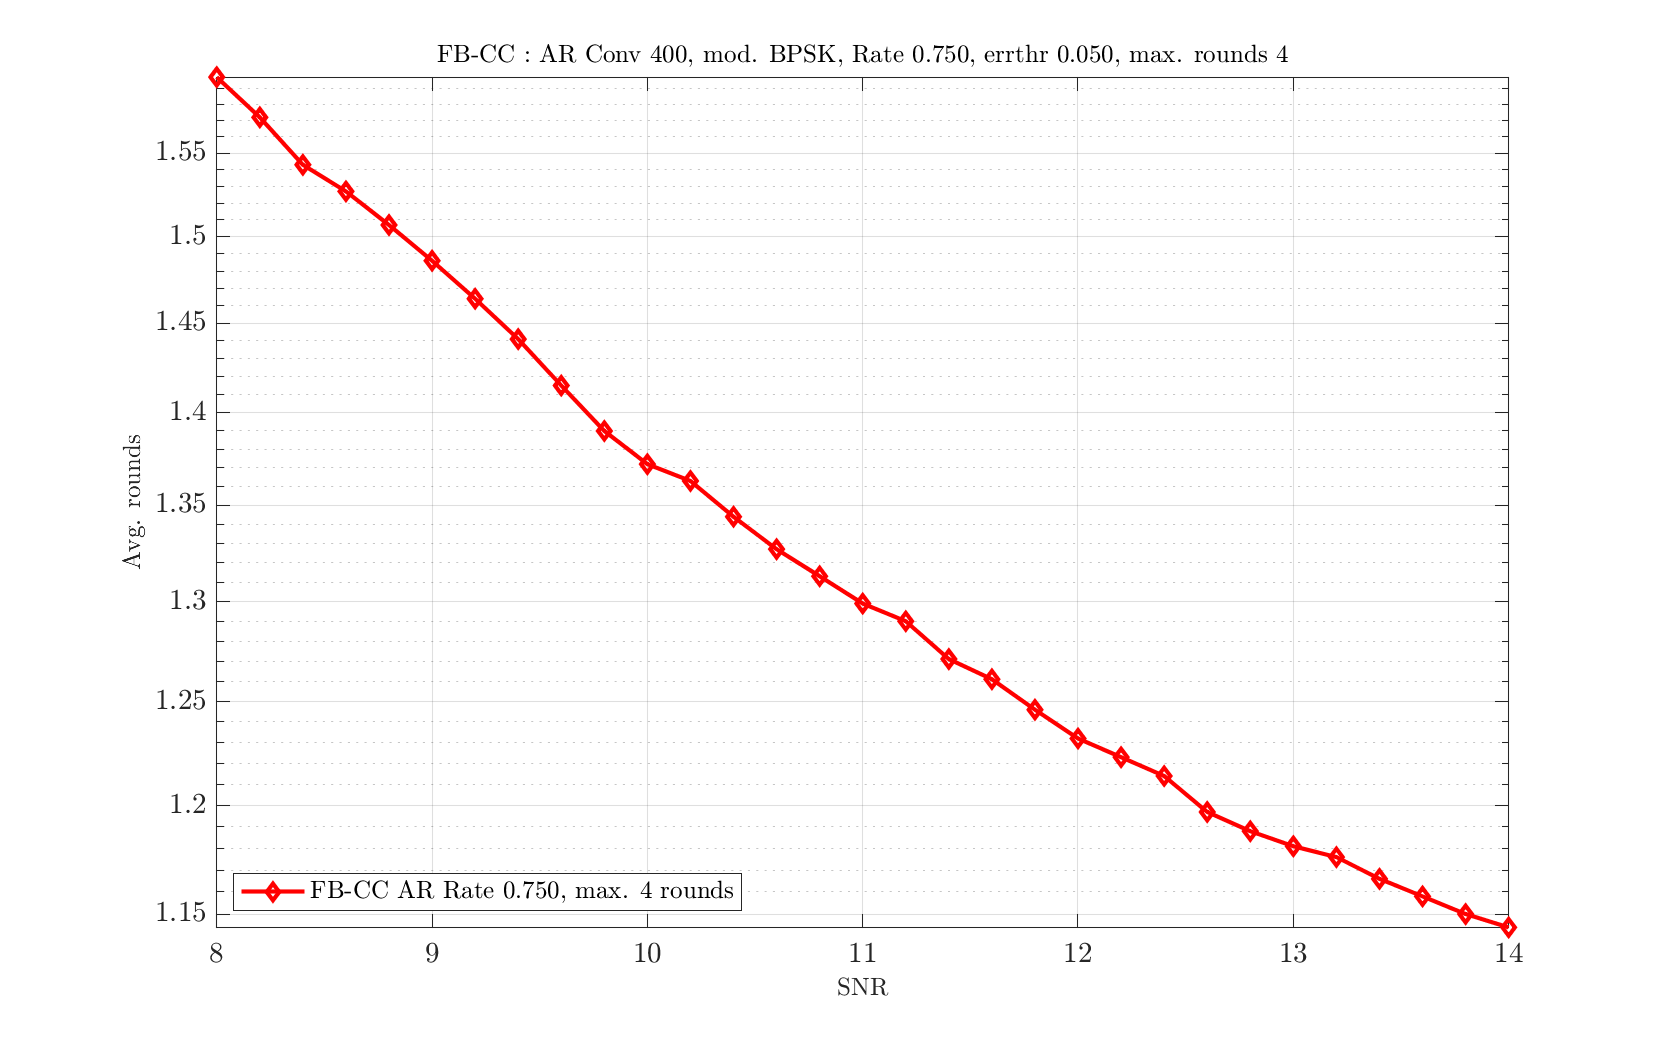 FB-CC : AR Conv 400, mod. BPSK, Rate 0.750, errthr 0.050, max. rounds 4
1.55
1.5
1.45
1.4
1.35
1.3
1.25
1.2
1.15
Avg. rounds
FB-CC AR Rate 0.750, max. 4 rounds
8 9 10 11 12 13 14
SNR